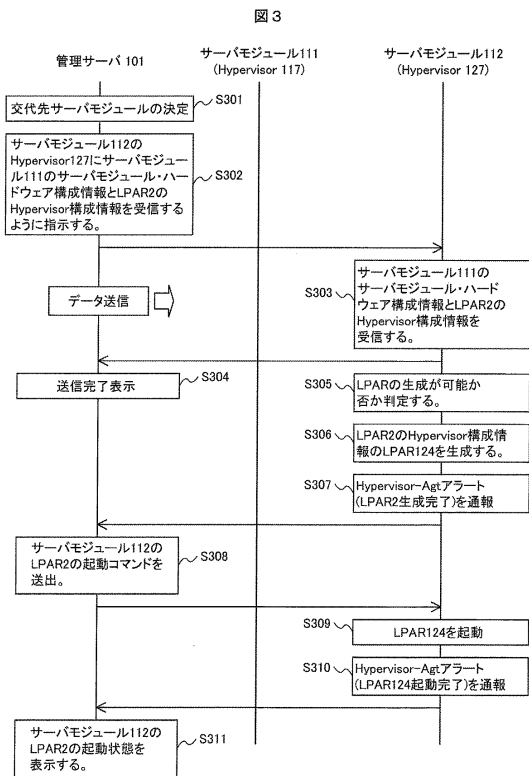 図3
管理サーバ 101
サーバモジュール111
(Hypervisor 117)
サーバモジュール112
(Hypervisor 127)
交代先サーバモジュールの決定
S301
サーバモジュール112の
Hypervisor127にサーバモジュー
ル111のサーバモジュール・ハー
ドウェア構成情報とLPAR2の
Hypervisor構成情報を受信する
ように指示する。
S302
データ送信
S303
サーバモジュール111の
サーバモジュール・ハード
ウェア構成情報とLPAR2の
Hypervisor構成情報を
受信する。
送信完了表示
S304
S305
LPARの生成が可能か
否か判定する。
S306
LPAR2のHypervisor構成情
報のLPAR124を生成する。
S307
Hypervisor-Agtアラート
(LPAR2生成完了)を通報
サーバモジュール112の
LPAR2の起動コマンドを
送出。
S308
S309
LPAR124を起動
S310
Hypervisor-Agtアラート
(LPAR124起動完了)を通報
サーバモジュール112の
LPAR2の起動状態を
表示する。
S311